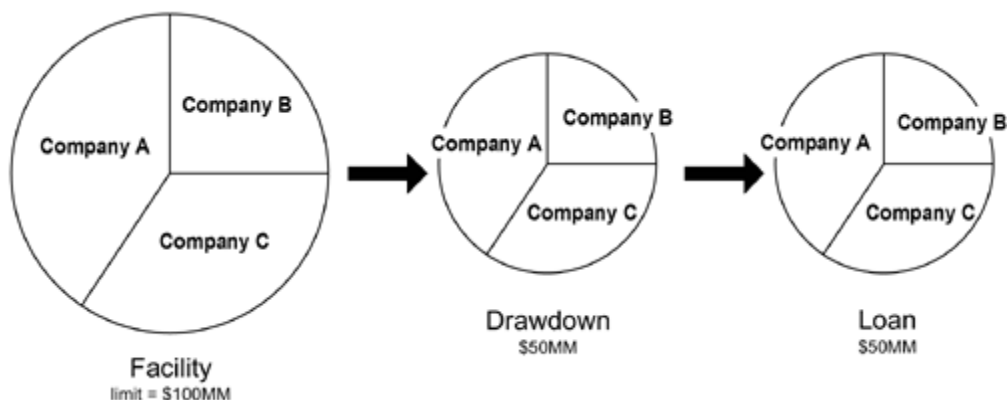 Company A
Company B
Company C
Facility
limit = $100MM
Company A
Company B
Company C
Drawdown
$50MM
Company A
Company B
Company C
Loan
$50MM